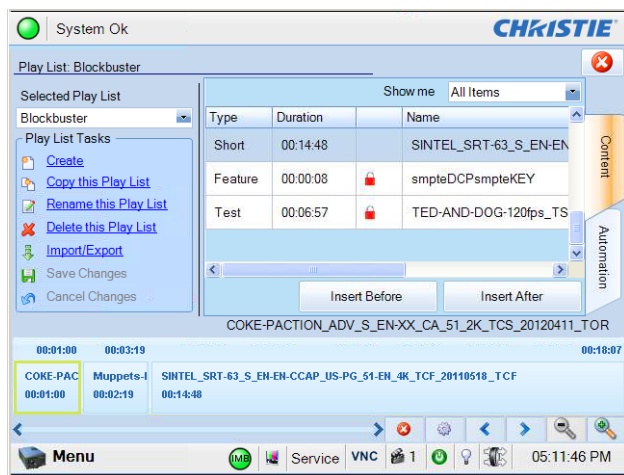 System Ok
CHRISTIE
Play List: Blockbuster
Selected Play List
Blockbuster
Play List Tasks
Create
Copy this Play List
Rename this Play List
Delete this Play List
Import/Export
Save Changes
Cancel Changes
Show me All Items
Type Duration Name
Short 00:14:48 SINTEL_SRT-63_S_EN-EN
Feature 00:00:08 smpteDCPsmpteKEY
Test 00:06:57 TED-AND-DOG-120fps_TS
Insert Before Insert After
Content
Automation
COKE-PACTION_ADV_S_EN-XX_CA_51_2K_TCS_20120411_TOR
00:01:00 00:03:19 00:18:07
COKE-PAC Muppets-I SINTEL_SRT-63_S_EN-EN-CCAP_US-PG_51-EN_4K_TCF_20110518_TCF
00:01:00 00:02:19 00:14:48
Menu IMB Service VNC 1 05:11:46 PM